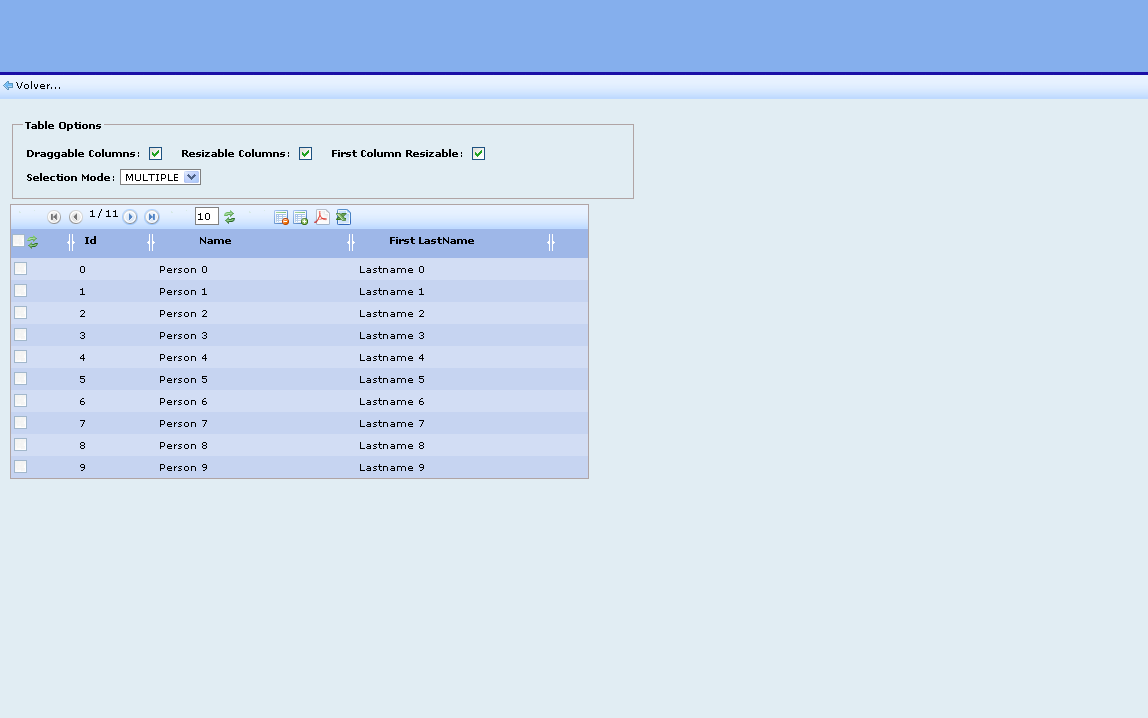 Volver...
Table Options
Draggable Columns: Resizable Columns: First Column Resizable:
Selection Mode: MULTIPLE
1 / 11 10
Id Name First LastName
0 Person 0 Lastname 0
1 Person 1 Lastname 1
2 Person 2 Lastname 2
3 Person 3 Lastname 3
4 Person 4 Lastname 4
5 Person 5 Lastname 5
6 Person 6 Lastname 6
7 Person 7 Lastname 7
8 Person 8 Lastname 8
9 Person 9 Lastname 9